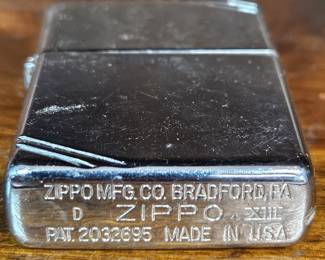 ZIPPO MFG. CO. BRADFORD, PA
D ZIPPO XIII
PAT. 2032695 MADE IN U.S.A